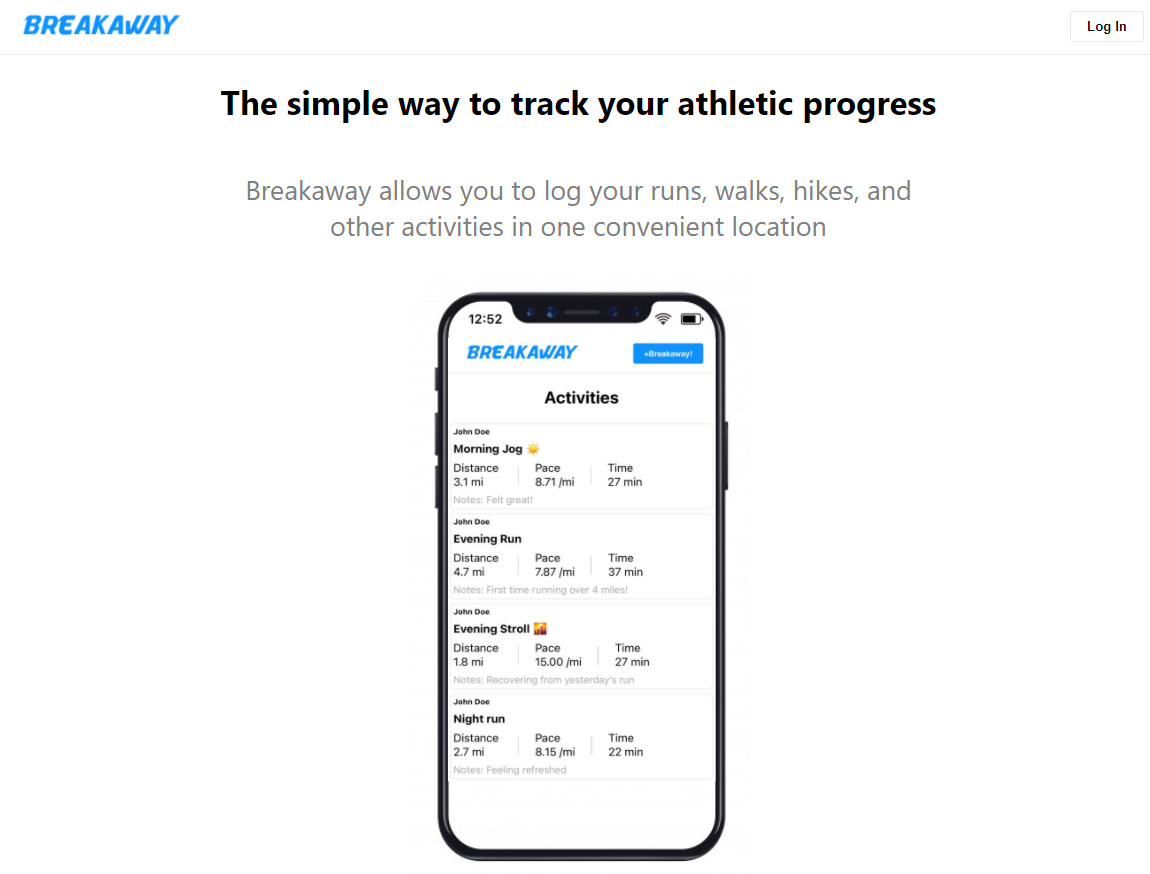 BREAKAWAY
Log In
The simple way to track your athletic progress
Breakaway allows you to log your runs, walks, hikes, and
other activities in one convenient location
12:52
BREAKAWAY
+Breakaway!
Activities
John Doe
Morning Jog ☀️
Distance Pace Time
3.1 mi 8.71 /mi 27 min
Notes: Felt great!
John Doe
Evening Run
Distance Pace Time
4.7 mi 7.87 /mi 37 min
Notes: First time running over 4 miles!
John Doe
Evening Stroll 🌇
Distance Pace Time
1.8 mi 15.00 /mi 27 min
Notes: Recovering from yesterday's run
John Doe
Night run
Distance Pace Time
2.7 mi 8.15 /mi 22 min
Notes: Feeling refreshed